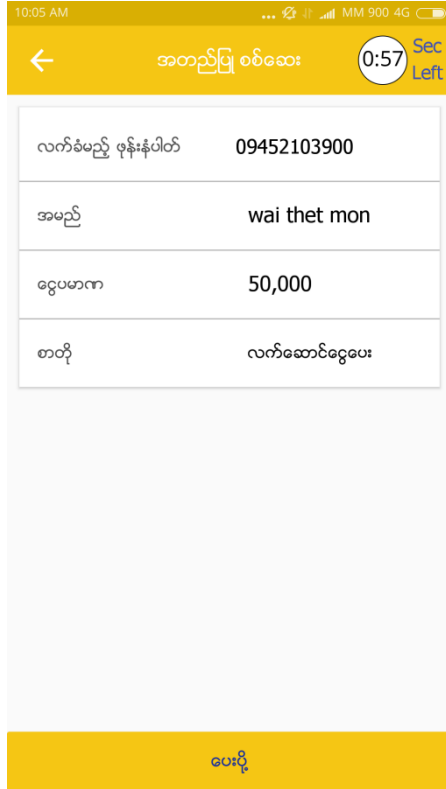 10:05 AM ... MM 900 4G
အတည်ပြု စစ်ဆေး
0:57 Sec Left
လက်ခံမည့် ဖုန်းနံပါတ် 09452103900
အမည် wai thet mon
ငွေပမာဏ 50,000
စာတို လက်ဆောင်ငွေပေး
ပေးပို့